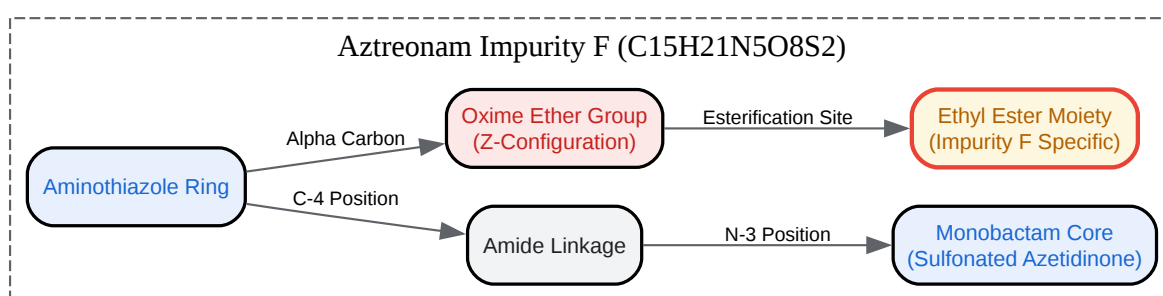 Aztreonam Impurity F (C15H21N5O8S2)
Aminothiazole Ring
Alpha Carbon
C-4 Position
Oxime Ether Group
(Z-Configuration)
Esterification Site
Ethyl Ester Moiety
(Impurity F Specific)
Amide Linkage
N-3 Position
Monobactam Core
(Sulfonated Azetidinone)